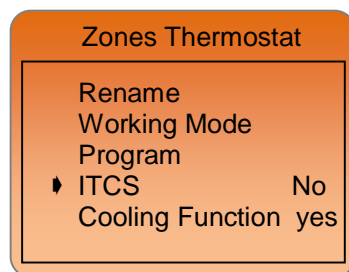 Zones Thermostat
Rename
Working Mode
Program
ITCS No
Cooling Function yes